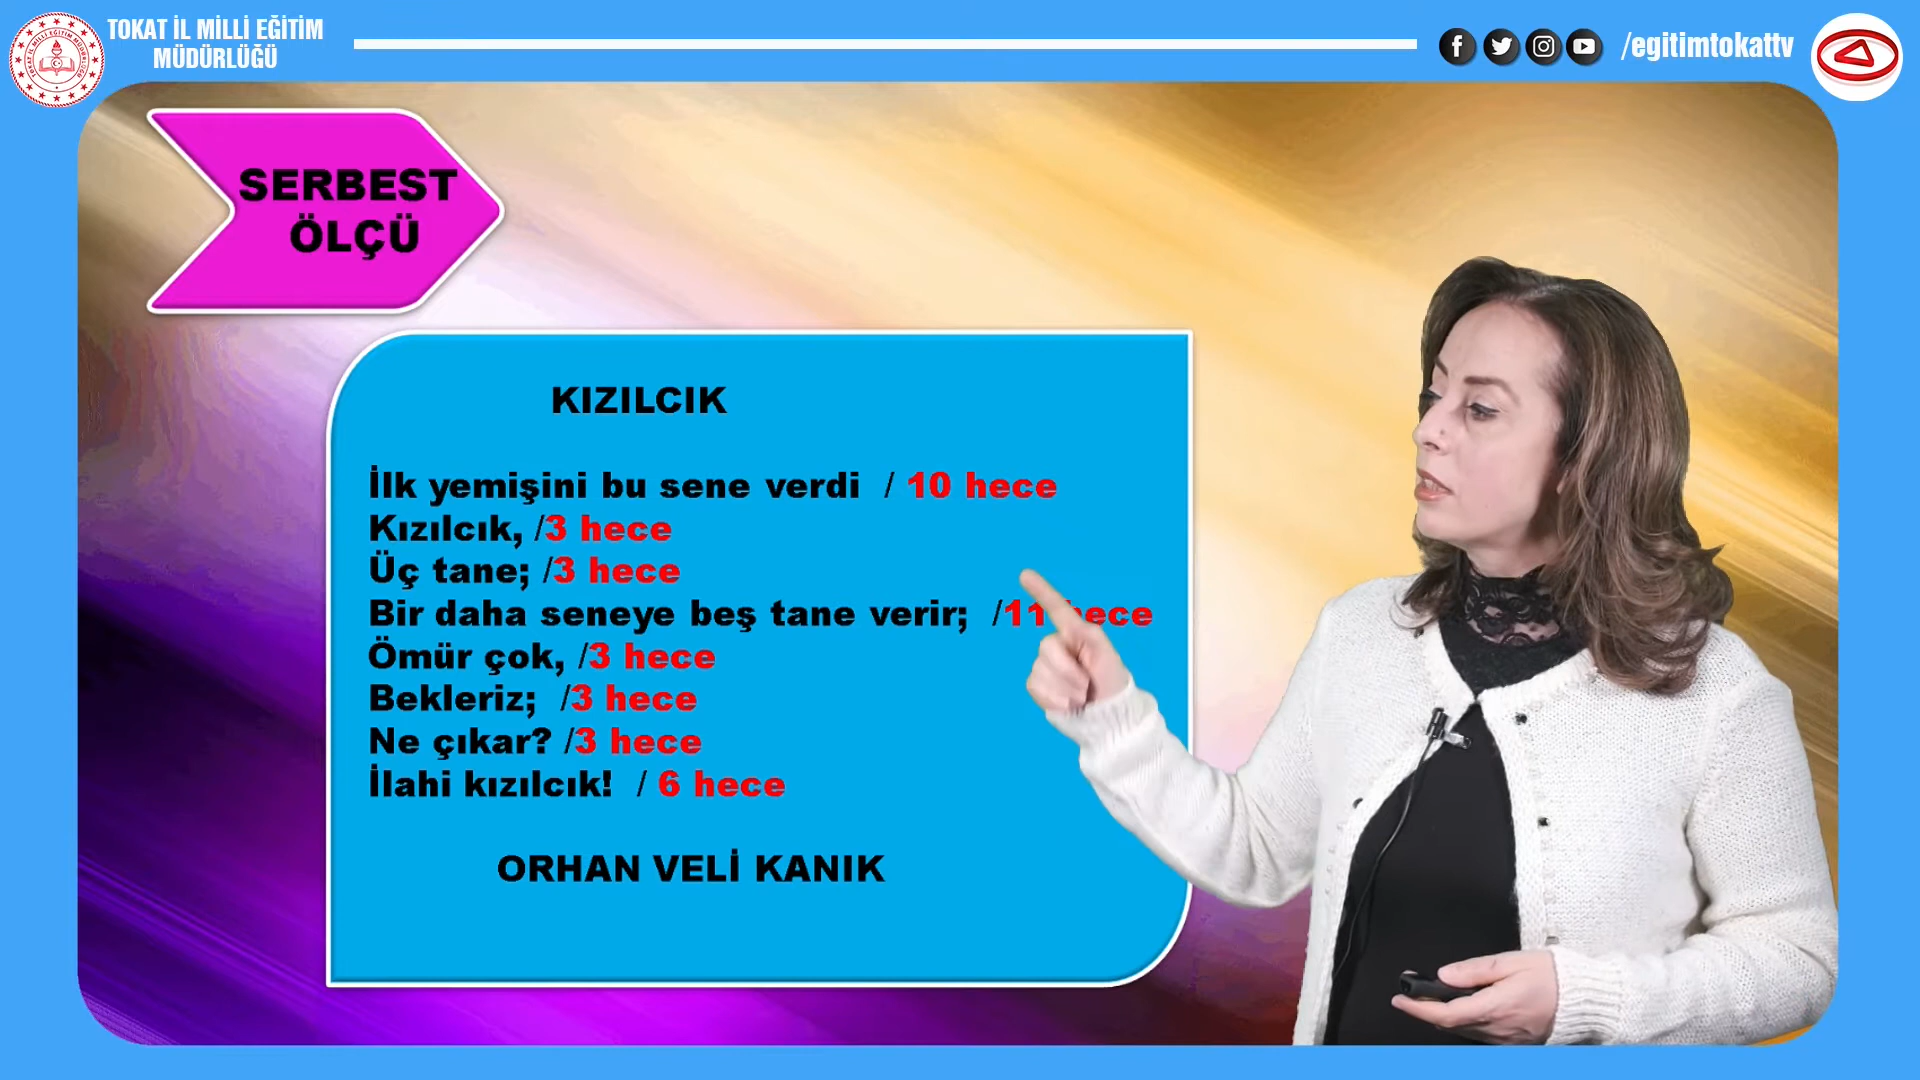 TOKAT İL MİLLİ EĞİTİM
MÜDÜRLÜĞÜ
/egitimtokattv
SERBEST
ÖLÇÜ
KIZILCIK
İlk yemişini bu sene verdi / 10 hece
Kızılcık, /3 hece
Üç tane; /3 hece
Bir daha seneye beş tane verir; /11 hece
Ömür çok, /3 hece
Bekleriz; /3 hece
Ne çıkar? /3 hece
İlahi kızılcık! / 6 hece
ORHAN VELİ KANIK